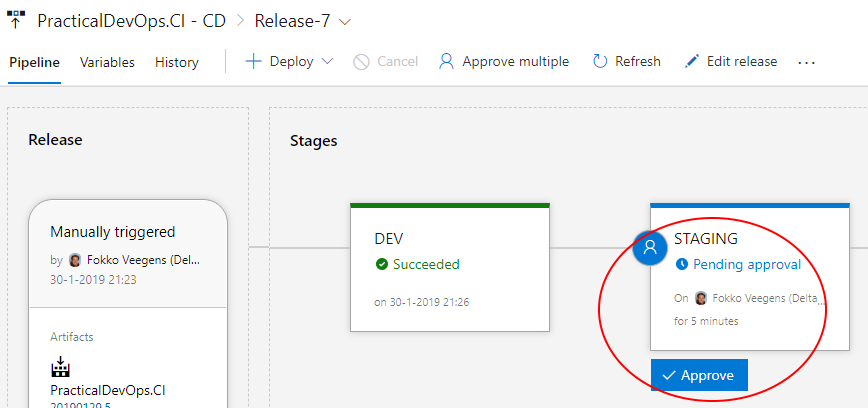 PracticalDevOps.CI - CD > Release-7
Pipeline Variables History + Deploy Cancel Approve multiple Refresh Edit release ...
Release
Stages
Manually triggered
by Fokko Veegens (Del...
30-1-2019 21:23
Artifacts
PracticalDevOps.CI
20190129.5
DEV
Succeeded
on 30-1-2019 21:26
STAGING
Pending approval
On Fokko Veegens (Delta...
for 5 minutes
Approve